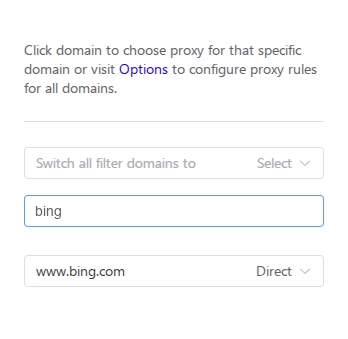 Click domain to choose proxy for that specific
domain or visit Options to configure proxy rules
for all domains.
Switch all filter domains to Select
bing
www.bing.com Direct